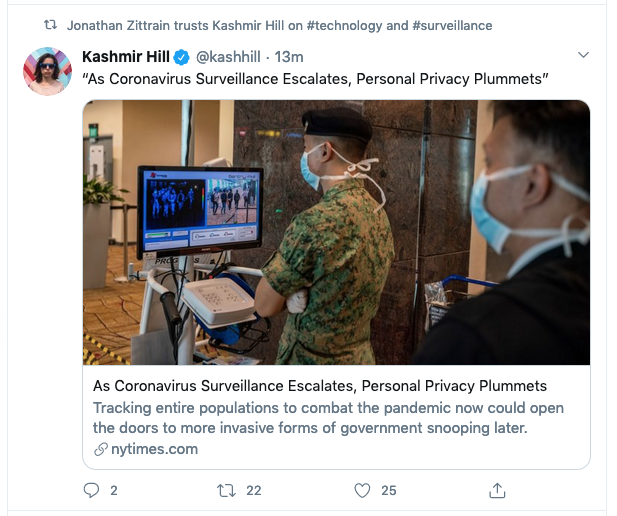 Jonathan Zittrain trusts Kashmir Hill on #technology and #surveillance
Kashmir Hill @kashhill · 13m
“As Coronavirus Surveillance Escalates, Personal Privacy Plummets”
As Coronavirus Surveillance Escalates, Personal Privacy Plummets
Tracking entire populations to combat the pandemic now could open
the doors to more invasive forms of government snooping later.
nytimes.com
2 22 25